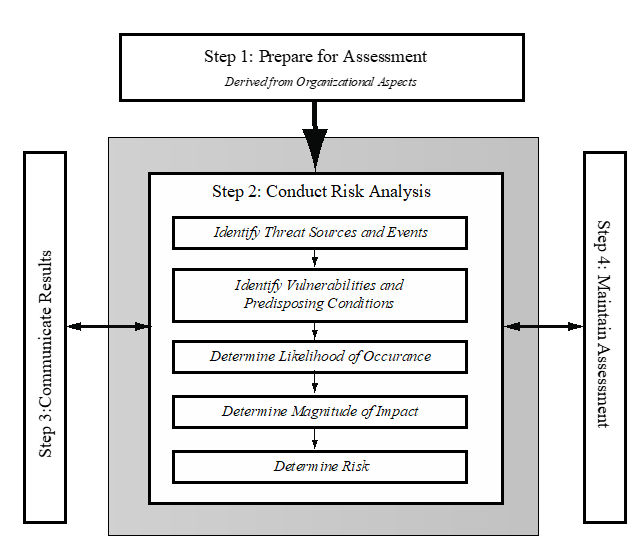 Step 1: Prepare for Assessment
Derived from Organizational Aspects
Step 2: Conduct Risk Analysis
Identify Threat Sources and Events
Identify Vulnerabilities and
Predisposing Conditions
Determine Likelihood of Occurance
Determine Magnitude of Impact
Determine Risk
Step 3:Communicate Results
Step 4: Maintain Assessment